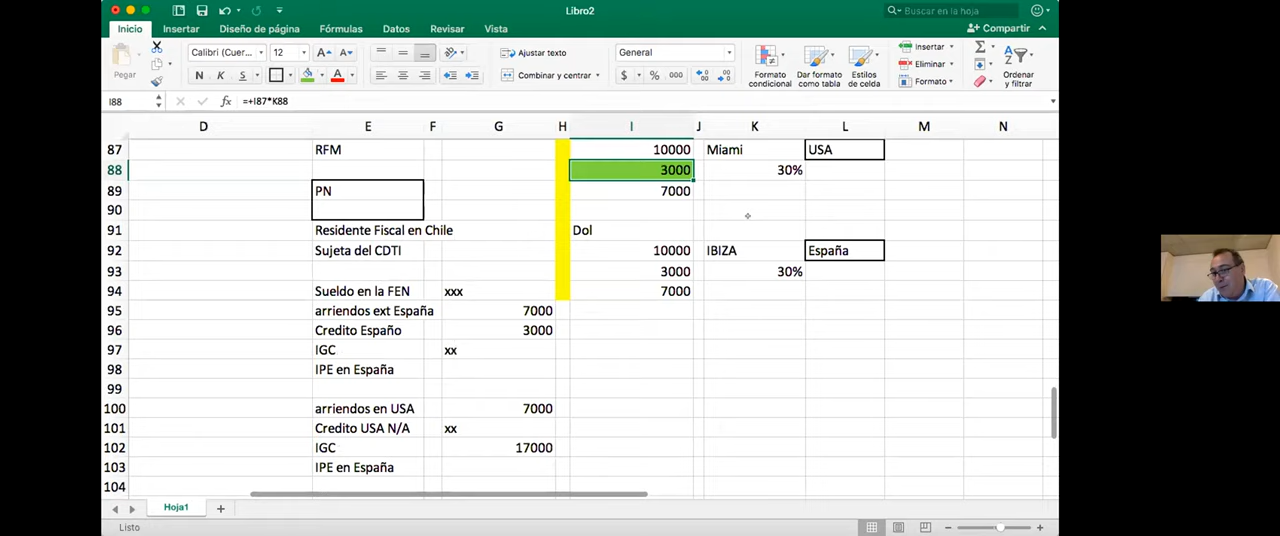 Libro2
Buscar en la hoja
Inicio Insertar Diseño de página Fórmulas Datos Revisar Vista Compartir
Pegar Calibri (Cuer... 12 A A Ajustar texto General Insertar
N K S A Combinar y centrar $ % 000 Formato condicional Dar formato como tabla Estilos de celda Eliminar Formato Ordenar y filtrar
I88 fx =+I87*K88
D E F G H I J K L M N
87 RFM 10000 Miami USA
88 3000 30%
89 PN 7000
90
91 Residente Fiscal en Chile Dol
92 Sujeta del CDTI 10000 IBIZA España
93 3000 30%
94 Sueldo en la FEN xxx 7000
95 arriendos ext España 7000
96 Credito Españo 3000
97 IGC xx
98 IPE en España
99
100 arriendos en USA 7000
101 Credito USA N/A xx
102 IGC 17000
103 IPE en España
104
Hoja1 +
Listo